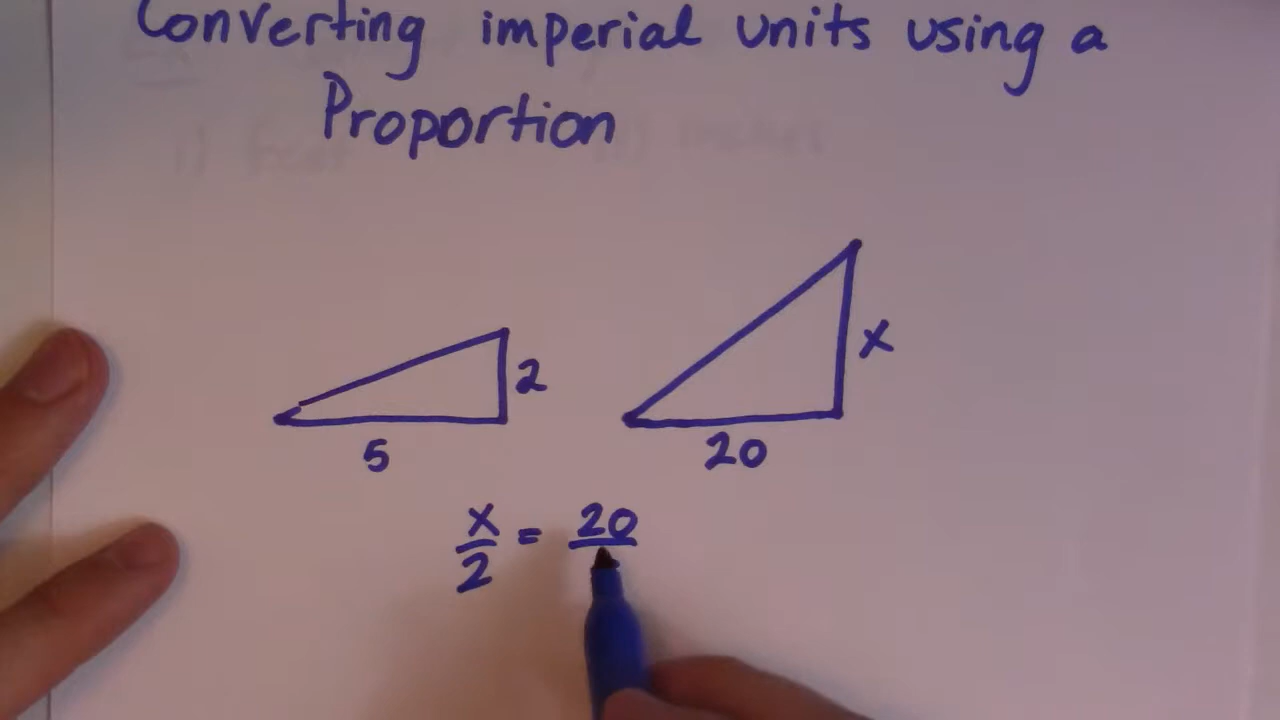 Converting imperial units using a
Proportion
2
x
5
20
x/2 = 20